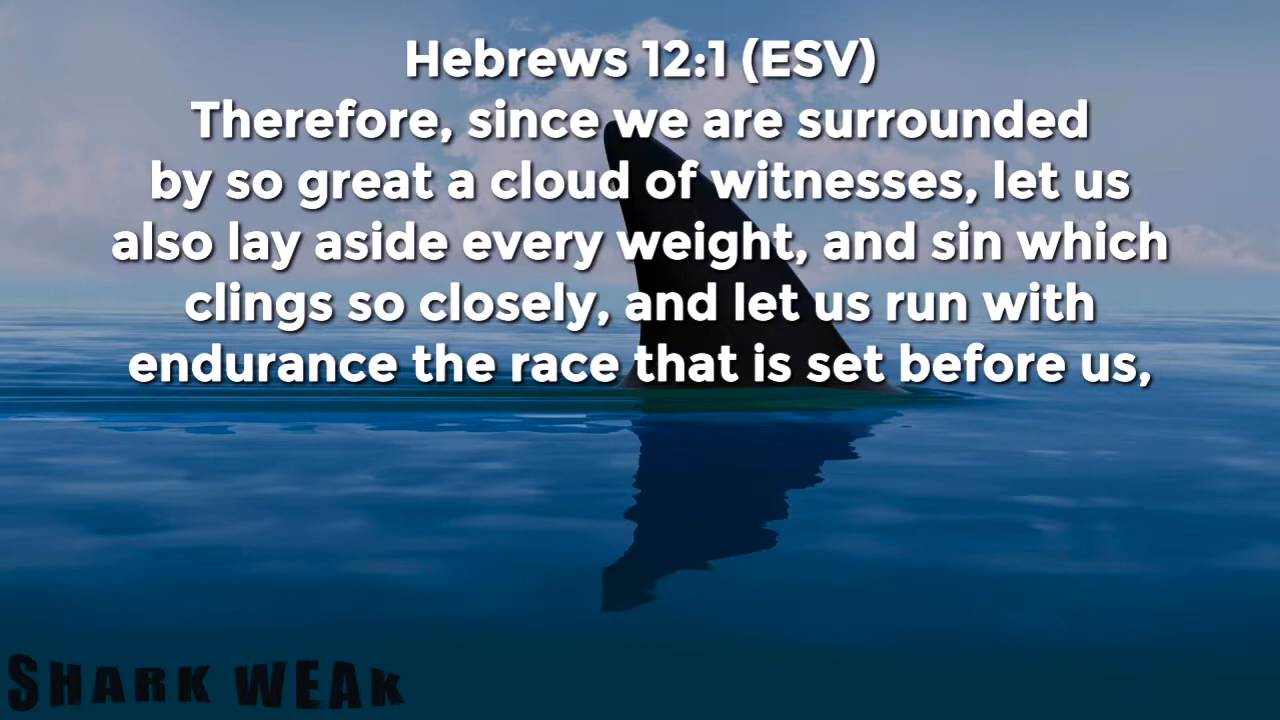 Hebrews 12:1 (ESV)
Therefore, since we are surrounded
by so great a cloud of witnesses, let us
also lay aside every weight, and sin which
clings so closely, and let us run with
endurance the race that is set before us,
SHARK WEAK